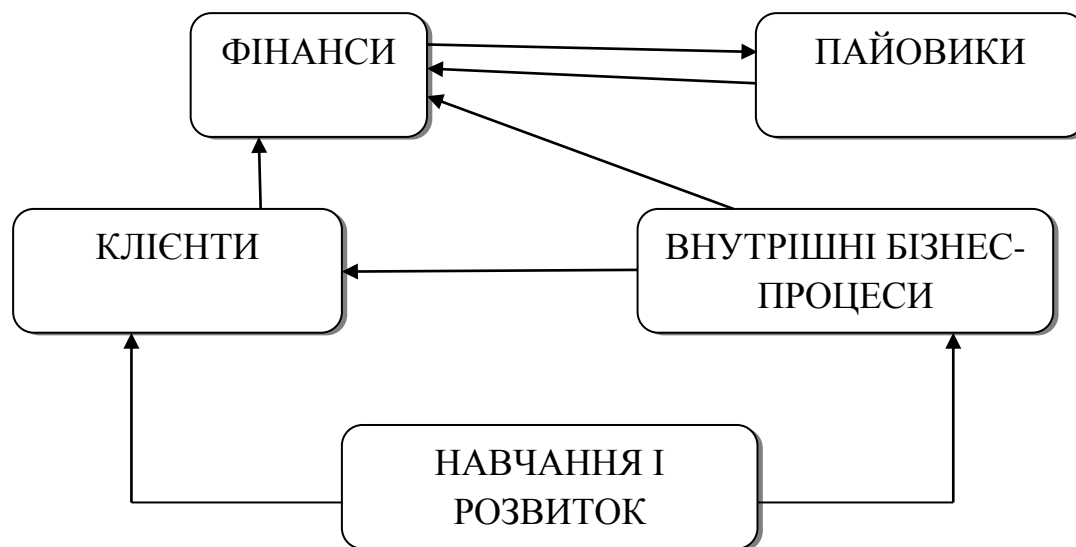 ФІНАНСИ
ПАЙОВИКИ
КЛІЄНТИ
ВНУТРІШНІ БІЗНЕС-
ПРОЦЕСИ
НАВЧАННЯ І
РОЗВИТОК